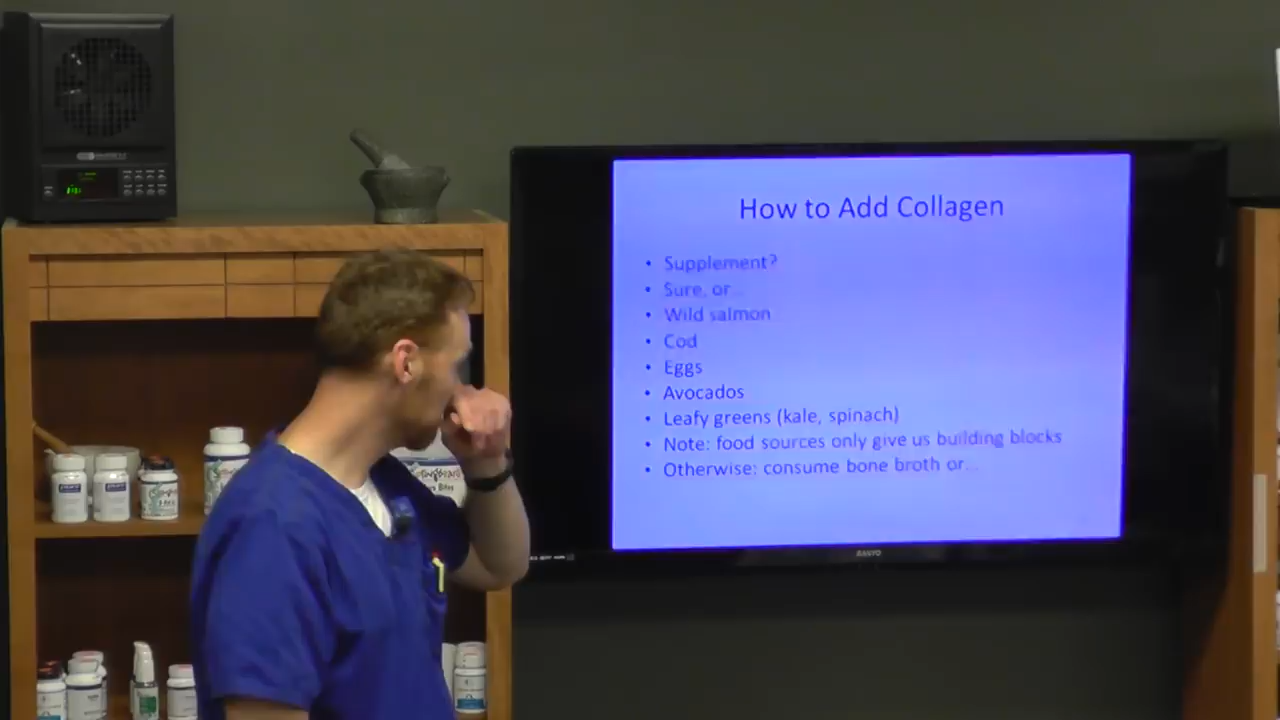 How to Add Collagen
• Supplement?
• Sure, or...
• Wild salmon
• Cod
• Eggs
• Avocados
• Leafy greens (kale, spinach)
• Note: food sources only give us building blocks
• Otherwise: consume bone broth or...
SANYO